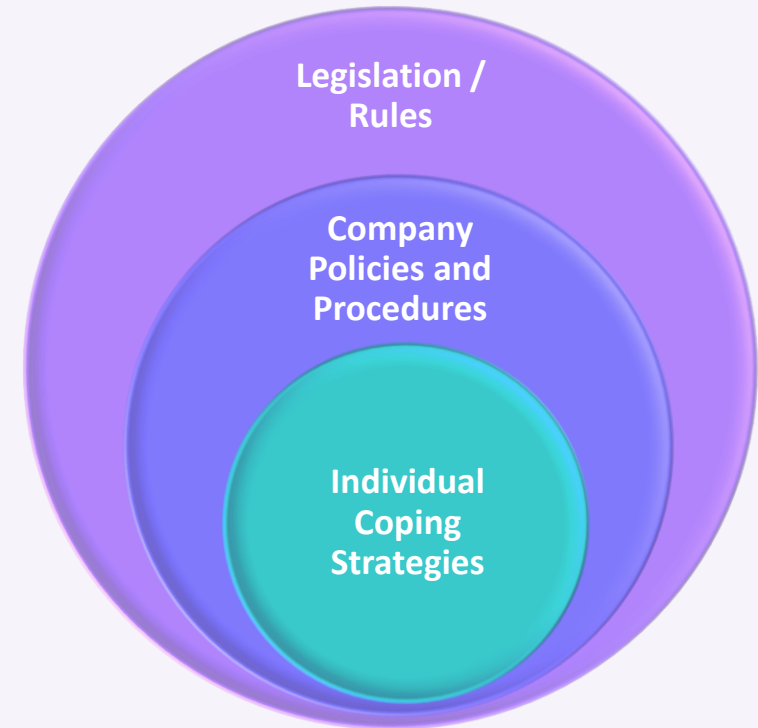 Legislation /
Rules
Company
Policies and
Procedures
Individual
Coping
Strategies